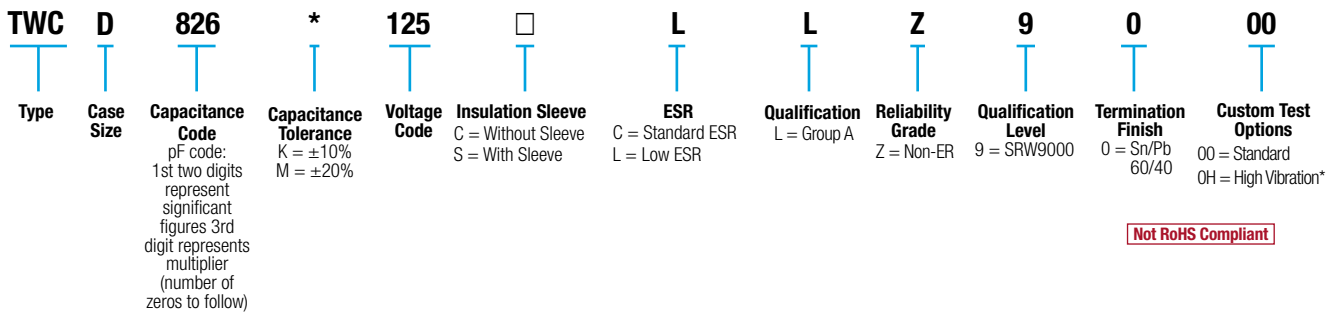 TWC D 826 * 125 □ L L Z 9 0 00
Type
Case
Size
Capacitance
Code
pF code:
1st two digits
represent
significant
figures 3rd
digit represents
multiplier
(number of
zeros to follow)
Capacitance
Tolerance
K = ±10%
M = ±20%
Voltage
Code
Insulation Sleeve
C = Without Sleeve
S = With Sleeve
ESR
C = Standard ESR
L = Low ESR
Qualification
L = Group A
Reliability
Grade
Z = Non-ER
Qualification
Level
9 = SRW9000
Termination
Finish
0 = Sn/Pb
60/40
Custom Test
Options
00 = Standard
0H = High Vibration*
Not RoHS Compliant